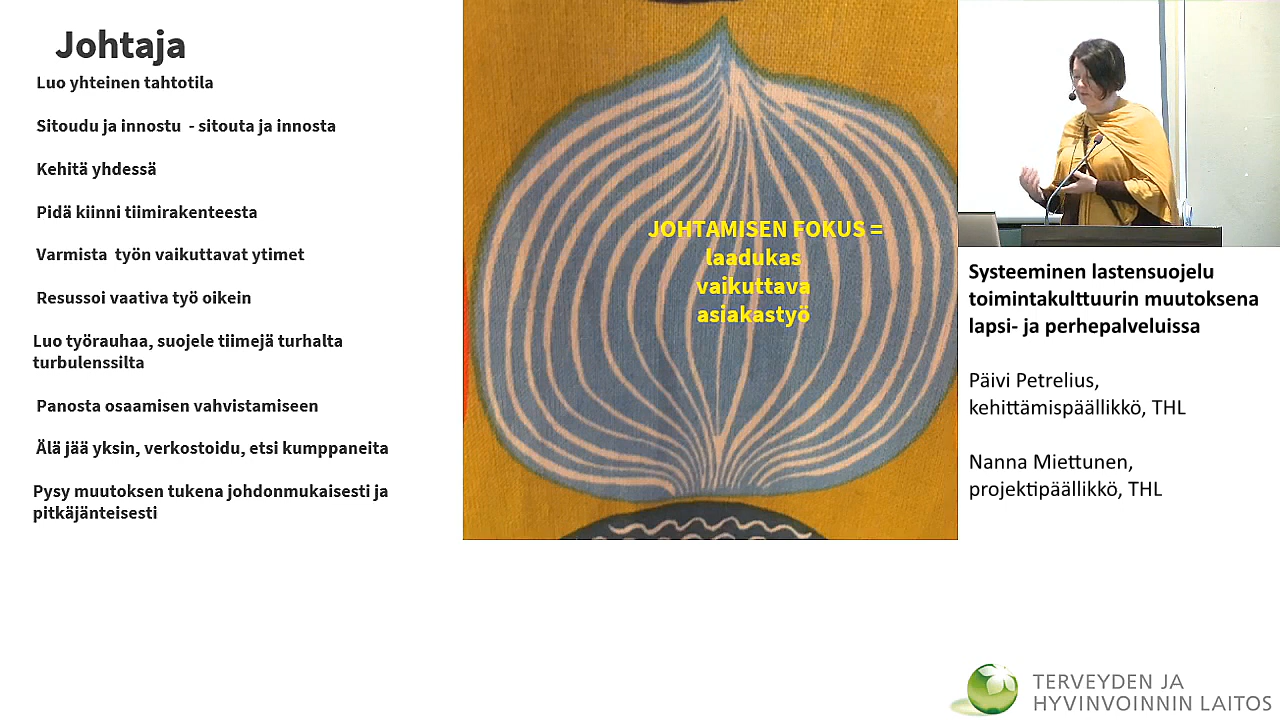 Johtaja
Luo yhteinen tahtotila
Sitoudu ja innostu - sitouta ja innosta
Kehitä yhdessä
Pidä kiinni tiimirakenteesta
Varmista työn vaikuttavat ytimet
Resussoi vaativa työ oikein
Luo työrauhaa, suojele tiimejä turhalta
turbulenssilta
Panosta osaamisen vahvistamiseen
Älä jää yksin, verkostoidu, etsi kumppaneita
Pysy muutoksen tukena johdonmukaisesti ja
pitkäjänteisesti
JOHTAMISEN FOKUS =
laadukas
vaikuttava
asiakastyö
Systeeminen lastensuojelu
toimintakulttuurin muutoksena
lapsi- ja perhepalveluissa
Päivi Petrelius,
kehittämispäällikkö, THL
Nanna Miettunen,
projektipäällikkö, THL
TERVEYDEN JA
HYVINVOINNIN LAITOS